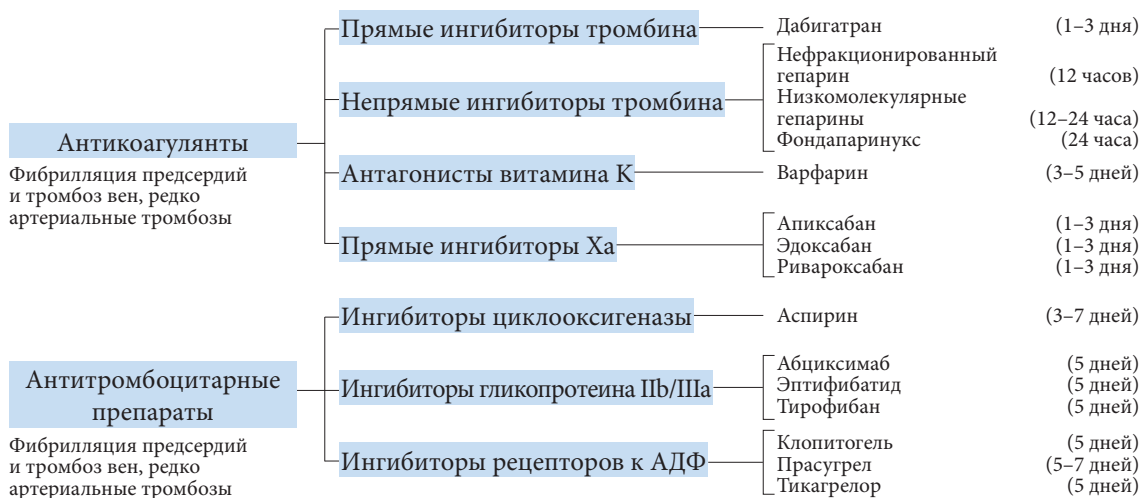 Антикоагулянты
Фибрилляция предсердий
и тромбоз вен, редко
артериальные тромбозы
Прямые ингибиторы тромбина
Дабигатран (1–3 дня)
Непрямые ингибиторы тромбина
Нефракционированный
гепарин (12 часов)
Низкомолекулярные
гепарины (12–24 часа)
Фондапаринукс (24 часа)
Антагонисты витамина К
Варфарин (3–5 дней)
Прямые ингибиторы Ха
Апиксабан (1–3 дня)
Эдоксабан (1–3 дня)
Ривароксабан (1–3 дня)
Антитромбоцитарные
препараты
Фибрилляция предсердий
и тромбоз вен, редко
артериальные тромбозы
Ингибиторы циклооксигеназы
Аспирин (3–7 дней)
Ингибиторы гликопротеина IIb/IIIa
Абциксимаб (5 дней)
Эптифибатид (5 дней)
Тирофибан (5 дней)
Ингибиторы рецепторов к АДФ
Клопитогель (5 дней)
Прасугрел (5–7 дней)
Тикагрелор (5 дней)